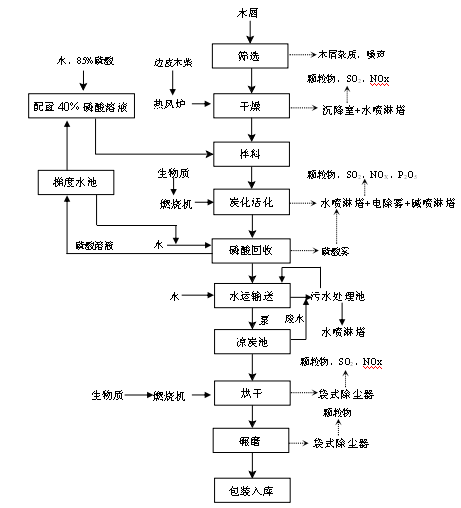 木屑
水、85%磷酸
边皮木柴
筛选
木屑杂质、噪声
颗粒物、SO₂、NOx
配置 40% 磷酸溶液
热风炉
干燥
沉降室+水喷淋塔
拌料
梯度水池
生物质
颗粒物、SO₂、NOx、P₂O₅
燃烧机
炭化活化
水喷淋塔+电除雾+碱喷淋塔
磷酸溶液
水
磷酸回收
磷酸雾
水
水运输送
污水处理池
泵
废水
水喷淋塔
凉炭池
颗粒物、SO₂、NOx
生物质
燃烧机
烘干
袋式除尘器
颗粒物
碾磨
袋式除尘器
包装入库